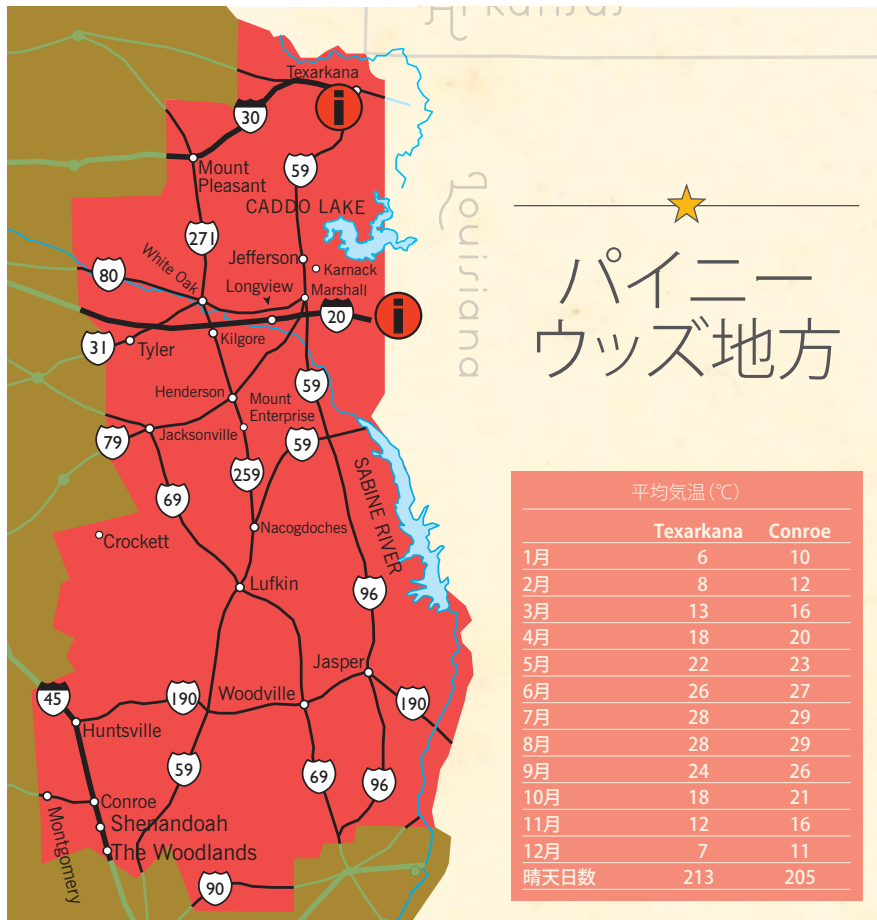 Arkansas
Texarkana
30
59
Mount
Pleasant
CADDO LAKE
271
Louisiana
パイニー
ウッズ地方
White Oak
80
Jefferson
Karnack
Longview
Marshall
20
31
Tyler
Kilgore
Henderson
59
Mount
Enterprise
79
Jacksonville
59
259
69
SABINE RIVER
Nacogdoches
Crockett
Lufkin
96
Jasper
45
190
Woodville
190
Huntsville
59
69
96
Conroe
Shenandoah
The Woodlands
Montgomery
90
平均気温(℃)
Texarkana Conroe
1月 6 10
2月 8 12
3月 13 16
4月 18 20
5月 22 23
6月 26 27
7月 28 29
8月 28 29
9月 24 26
10月 18 21
11月 12 16
12月 7 11
晴天日数 213 205